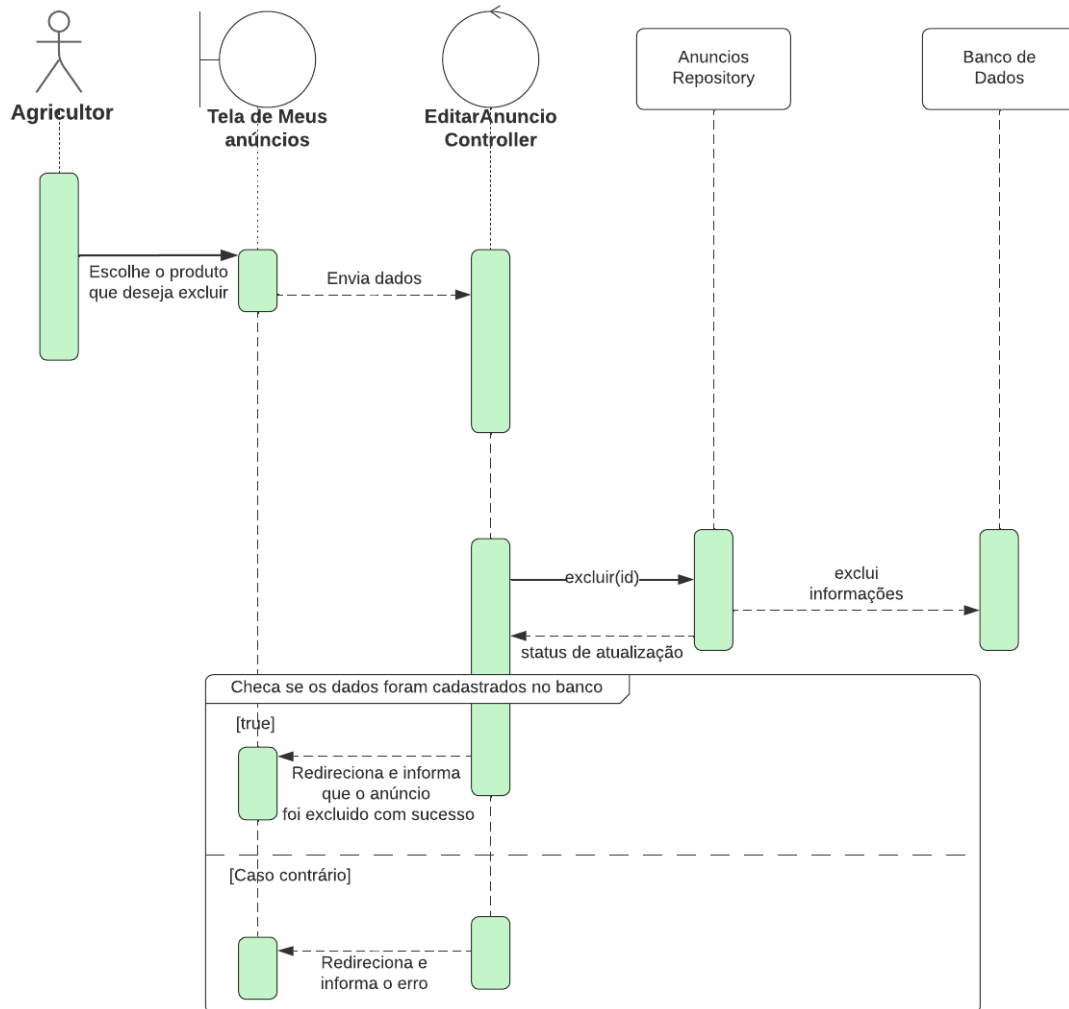 Agricultor
Tela de Meus
anúncios
EditarAnuncio
Controller
Anuncios
Repository
Banco de
Dados
Escolhe o produto
que deseja excluir
Envia dados
excluir(id)
exclui
informações
status de atualização
Checa se os dados foram cadastrados no banco
[true]
Redireciona e informa
que o anúncio
foi excluido com sucesso
[Caso contrário]
Redireciona e
informa o erro